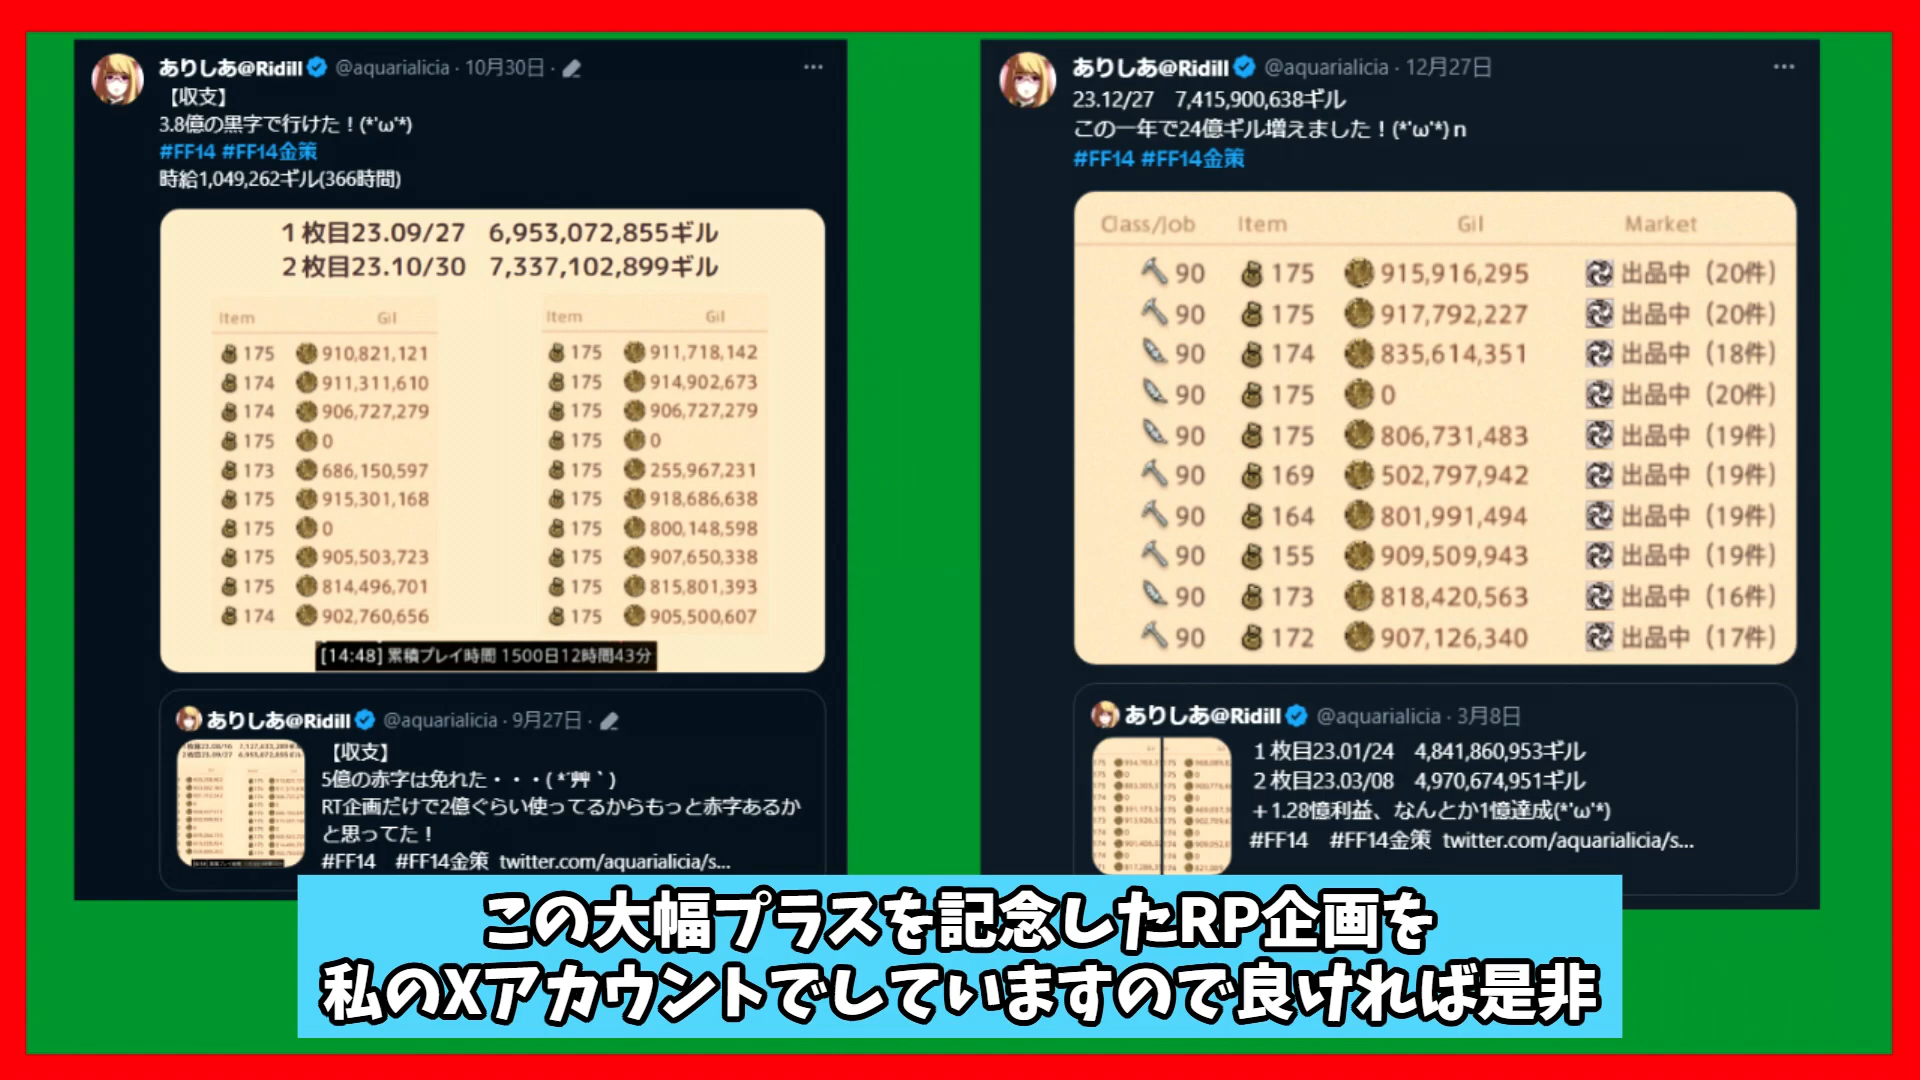 ありしあ@Ridill @aquarialicia · 10月30日 ·
【収支】
3.8億の黒字で行けた！(*'ω'*)
#FF14 #FF14金策
時給1,049,262ギル(366時間)
1枚目23.09/27 6,953,072,855ギル
2枚目23.10/30 7,337,102,899ギル
Item Gil
175 910,821,121
174 911,311,610
174 906,727,279
175 0
173 686,150,597
175 915,301,168
175 0
175 905,503,723
175 814,496,701
174 902,760,656
Item Gil
175 911,718,142
175 914,902,673
175 906,727,279
175 0
175 255,967,231
175 918,686,638
175 800,148,598
175 907,650,338
175 815,801,393
175 905,500,607
[14:48] 累積プレイ時間 1500日12時間43分
ありしあ@Ridill @aquarialicia · 9月27日 ·
【収支】
5億の赤字は免れた・・・( *´艸｀)
RT企画だけで2億ぐらい使ってるからもっと赤字あるか
と思ってた！
#FF14 #FF14金策 twitter.com/aquarialicia/s...
ありしあ@Ridill @aquarialicia · 12月27日
23.12/27 7,415,900,638ギル
この一年で24億ギル増えました！(*'ω'*)ｎ
#FF14 #FF14金策
Class/Job Item Gil Market
90 175 915,916,295 出品中（20件）
90 175 917,792,227 出品中（20件）
90 174 835,614,351 出品中（18件）
90 175 0 出品中（20件）
90 175 806,731,483 出品中（19件）
90 169 502,797,942 出品中（19件）
90 164 801,991,494 出品中（19件）
90 155 909,509,943 出品中（19件）
90 173 818,420,563 出品中（16件）
90 172 907,126,340 出品中（17件）
ありしあ@Ridill @aquarialicia · 3月8日
1枚目23.01/24 4,841,860,953ギル
2枚目23.03/08 4,970,674,951ギル
＋1.28憶利益、なんとか1憶達成(*'ω'*)
#FF14 #FF14金策 twitter.com/aquarialicia/s...
この大幅プラスを記念したRP企画を
私のXアカウントでしていますので良ければ是非